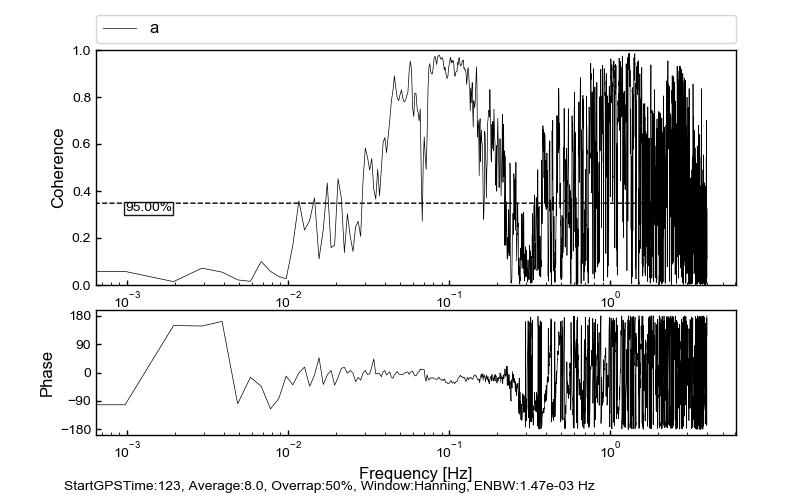 a
1.0
0.8
0.6
0.4
0.2
0.0
Coherence
95.00%
10⁻³ 10⁻² 10⁻¹ 10⁰
180
90
0
−90
−180
Phase
10⁻³ 10⁻² 10⁻¹ 10⁰
Frequency [Hz]
StartGPSTime:123, Average:8.0, Overrap:50%, Window:Hanning, ENBW:1.47e-03 Hz